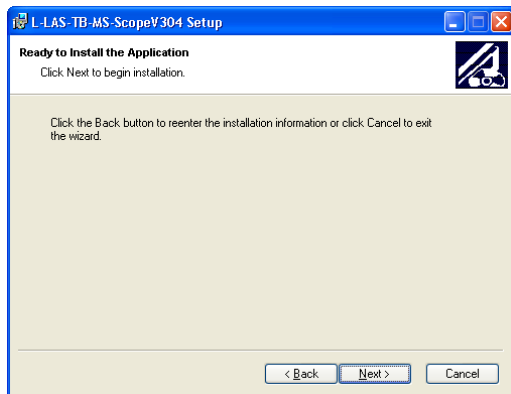 L-LAS-TB-MS-ScopeV304 Setup
Ready to Install the Application
Click Next to begin installation.
Click the Back button to reenter the installation information or click Cancel to exit
the wizard.
< Back
Next >
Cancel